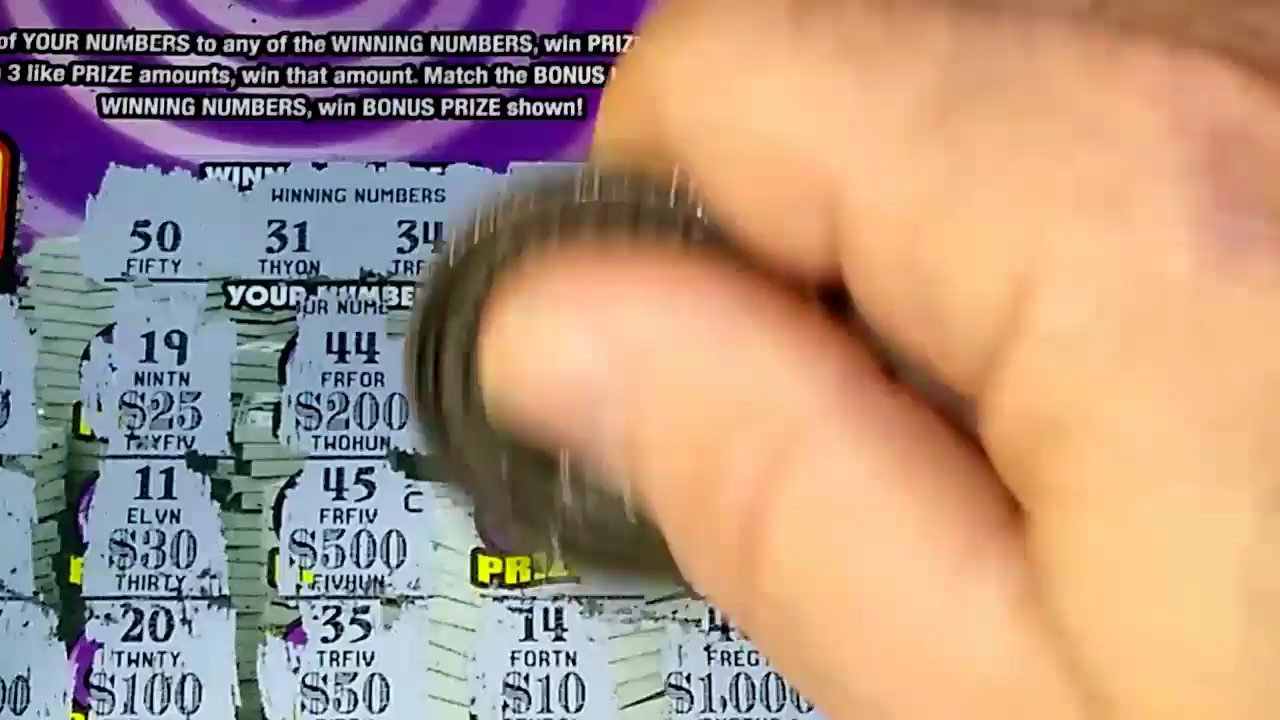 of YOUR NUMBERS to any of the WINNING NUMBERS, win PRIZ
3 like PRIZE amounts, win that amount. Match the BONUS
WINNING NUMBERS, win BONUS PRIZE shown!
WINNING NUMBERS
50 31 34
FIFTY THYON TRF
YOUR NUMBE
19 44
NINTN FRFOR
$25 $200
TWOHUN
11 45
ELVN FRFIV
$30 $500
THIRTY FIVHUN
20 35 14
TWNTY TRFIV FORTN
$100 $50 $10 $1,000